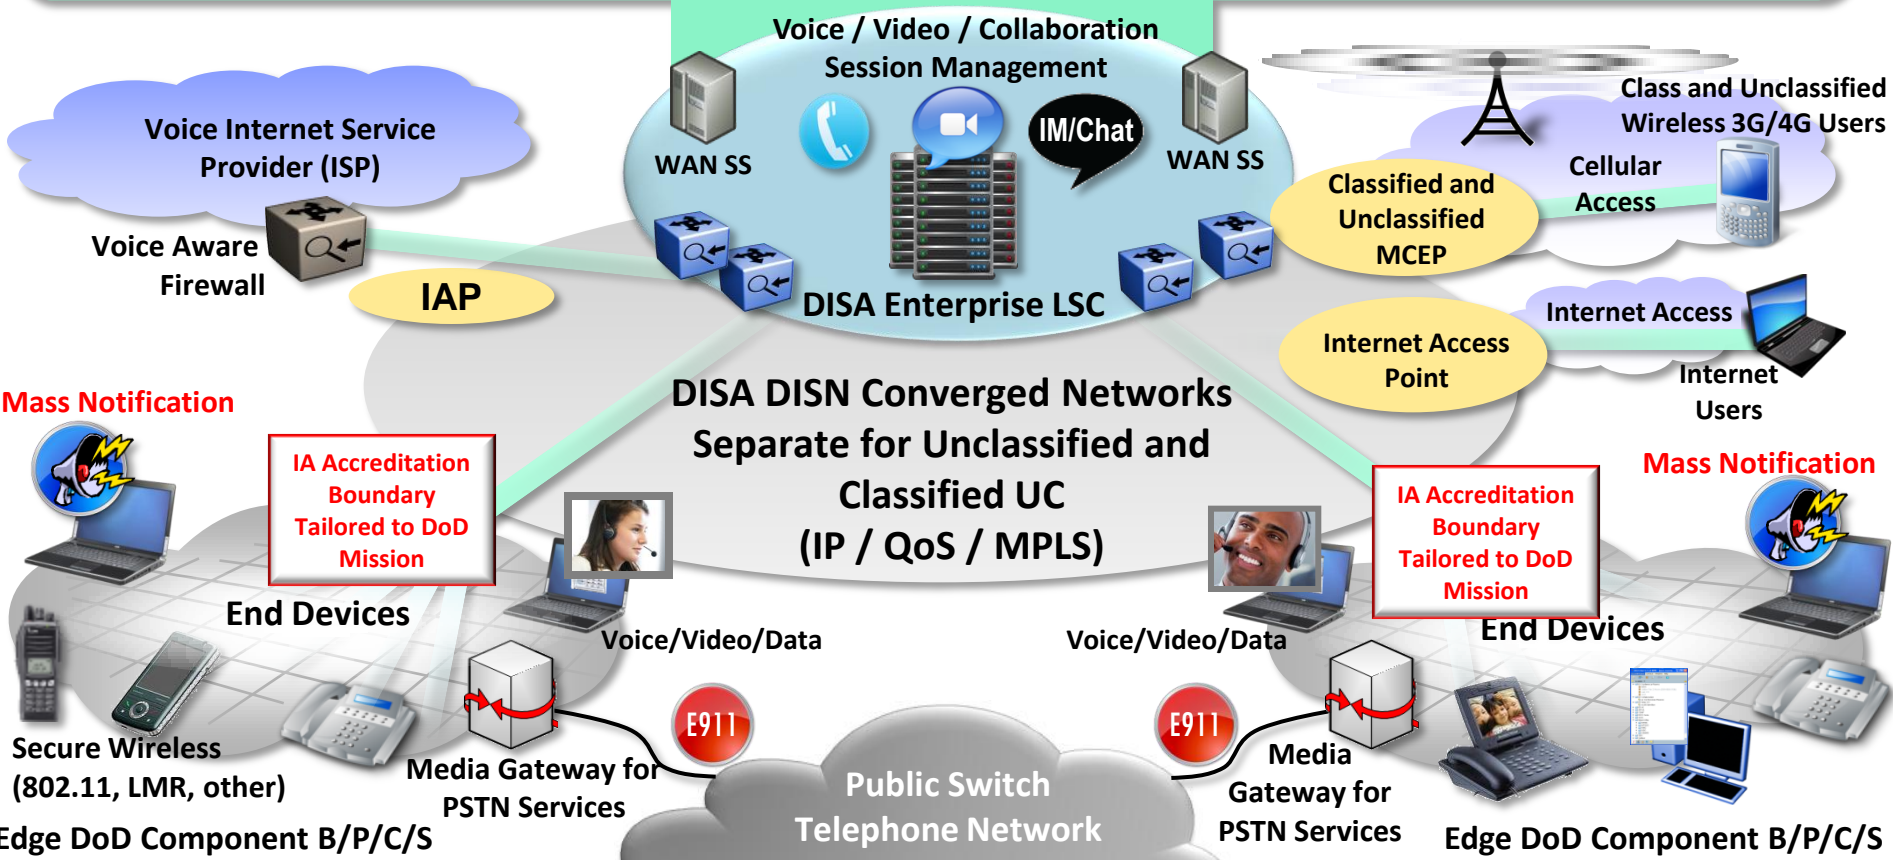 Voice / Video / Collaboration
Session Management
WAN SS
IM/Chat
WAN SS
DISA Enterprise LSC
Voice Internet Service
Provider (ISP)
Voice Aware
Firewall
IAP
Class and Unclassified
Wireless 3G/4G Users
Cellular
Access
Classified and
Unclassified
MCEP
Internet Access
Internet Access
Point
Internet
Users
DISA DISN Converged Networks
Separate for Unclassified and
Classified UC
(IP / QoS / MPLS)
Mass Notification
IA Accreditation
Boundary
Tailored to DoD
Mission
End Devices
Voice/Video/Data
Secure Wireless
(802.11, LMR, other)
Media Gateway for
PSTN Services
E911
Edge DoD Component B/P/C/S
Public Switch
Telephone Network
Mass Notification
IA Accreditation
Boundary
Tailored to DoD
Mission
End Devices
Voice/Video/Data
E911
Media
Gateway for
PSTN Services
Edge DoD Component B/P/C/S